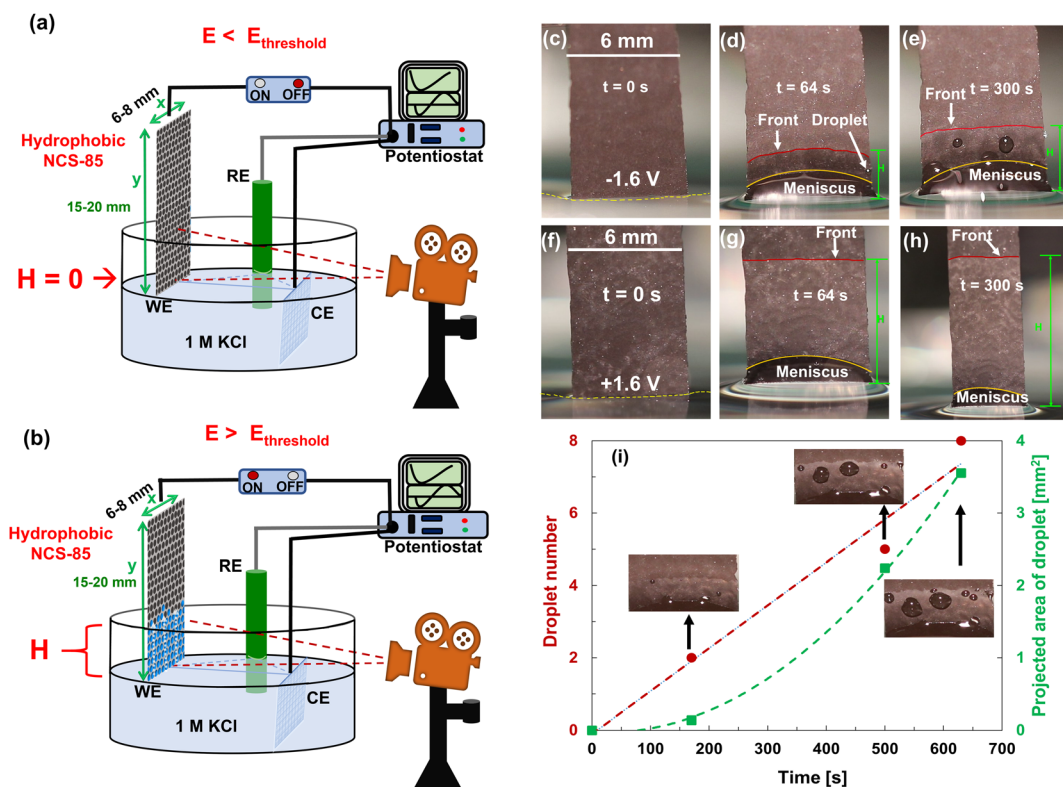 (a)
E < Ethreshold
6-8 mm
x
ON OFF
Hydrophobic
NCS-85
y
15-20 mm
RE
Potentiostat
H = 0 →
WE
CE
1 M KCl
(b)
E > Ethreshold
6-8 mm
x
ON OFF
Hydrophobic
NCS-85
y
15-20 mm
RE
Potentiostat
H
WE
CE
1 M KCl
(c)
6 mm
t = 0 s
-1.6 V
(d)
t = 64 s
Front
Droplet
H
Meniscus
(e)
t = 300 s
Front
H
Meniscus
(f)
6 mm
t = 0 s
+1.6 V
(g)
Front
t = 64 s
H
Meniscus
(h)
Front
t = 300 s
H
Meniscus
(i)
Droplet number
8
6
4
2
0
Projected area of droplet [mm²]
4
3
2
1
0
0 100 200 300 400 500 600 700
Time [s]